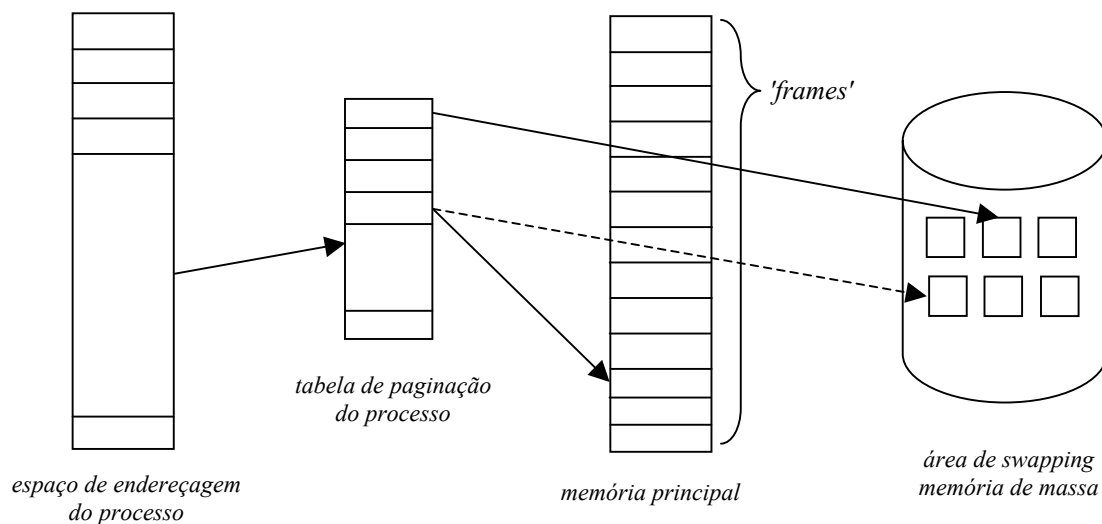 'frames'
tabela de paginação
do processo
espaço de endereçagem
do processo
memória principal
área de swapping
memória de massa